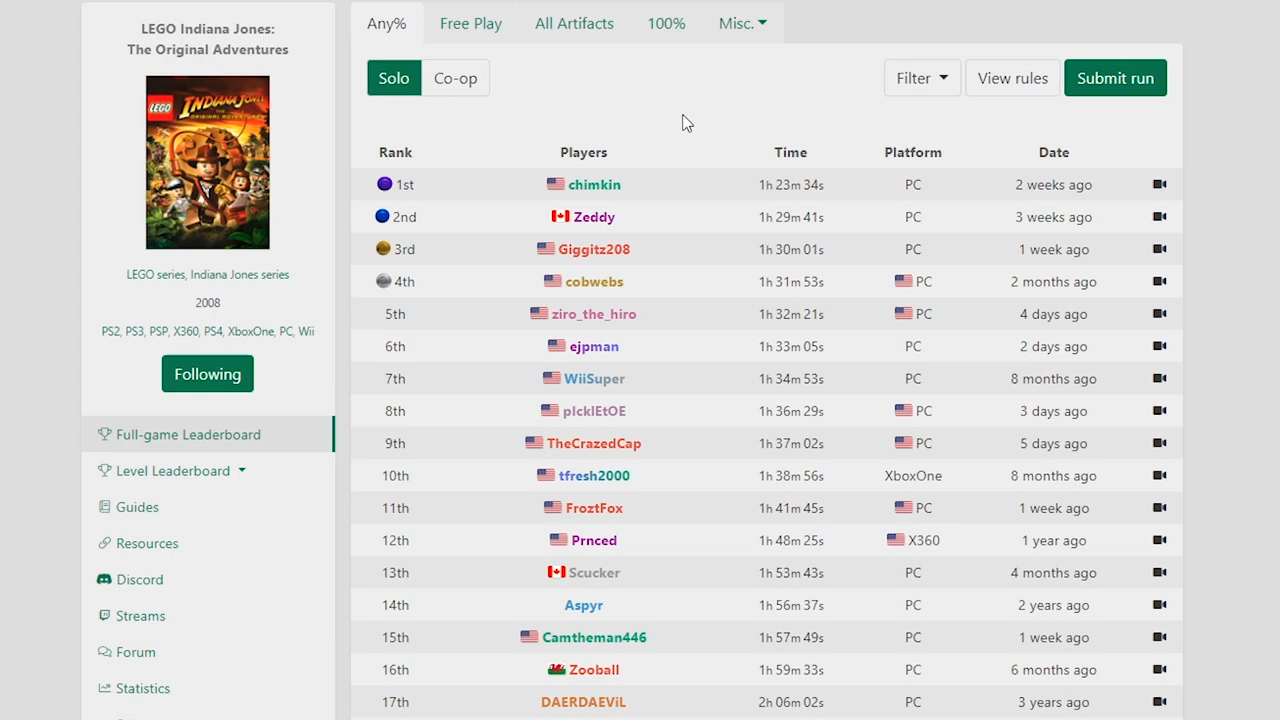 LEGO Indiana Jones:
The Original Adventures
LEGO
INDIANA JONES
THE ORIGINAL ADVENTURES
LEGO series, Indiana Jones series
2008
PS2, PS3, PSP, X360, PS4, XboxOne, PC, Wii
Following
Full-game Leaderboard
Level Leaderboard
Guides
Resources
Discord
Streams
Forum
Statistics
Any% Free Play All Artifacts 100% Misc.
Solo Co-op Filter View rules Submit run
Rank Players Time Platform Date
1st chimkin 1h 23m 34s PC 2 weeks ago
2nd Zeddy 1h 29m 41s PC 3 weeks ago
3rd Giggitz208 1h 30m 01s PC 1 week ago
4th cobwebs 1h 31m 53s PC 2 months ago
5th ziro_the_hiro 1h 32m 21s PC 4 days ago
6th ejpman 1h 33m 05s PC 2 days ago
7th WiiSuper 1h 34m 53s PC 8 months ago
8th pIckIEtOE 1h 36m 29s PC 3 days ago
9th TheCrazedCap 1h 37m 02s PC 5 days ago
10th tfresh2000 1h 38m 56s XboxOne 8 months ago
11th FroztFox 1h 41m 45s PC 1 week ago
12th Prnced 1h 48m 25s X360 1 year ago
13th Scucker 1h 53m 43s PC 4 months ago
14th Aspyr 1h 56m 37s PC 2 years ago
15th Camtheman446 1h 57m 49s PC 1 week ago
16th Zooball 1h 59m 33s PC 6 months ago
17th DAERDAEViL 2h 06m 02s PC 3 years ago